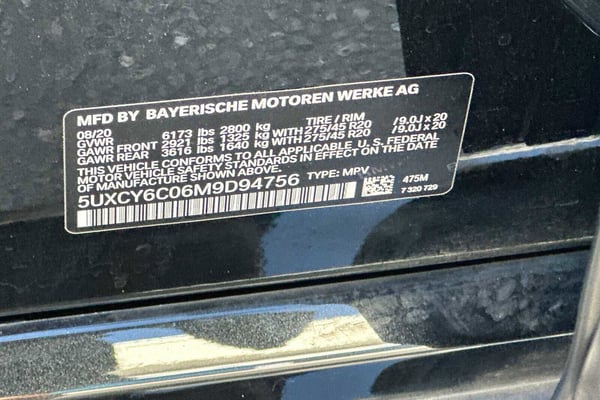 MFD BY BAYERISCHE MOTOREN WERKE AG
08/20 TIRE / RIM
GVWR 6173 lbs 2800 kg
GAWR FRONT 2921 lbs 1325 kg WITH 275/45 R20 / 9.0J x 20
GAWR REAR 3616 lbs 1640 kg WITH 275/45 R20 / 9.0J x 20
THIS VEHICLE CONFORMS TO ALL APPLICABLE U. S. FEDERAL
MOTOR VEHICLE SAFETY STANDARDS IN EFFECT ON THE DATE
OF MANUFACTURE SHOWN ABOVE.
5UXCY6C06M9D94756 TYPE: MPV
475M
7 320 729